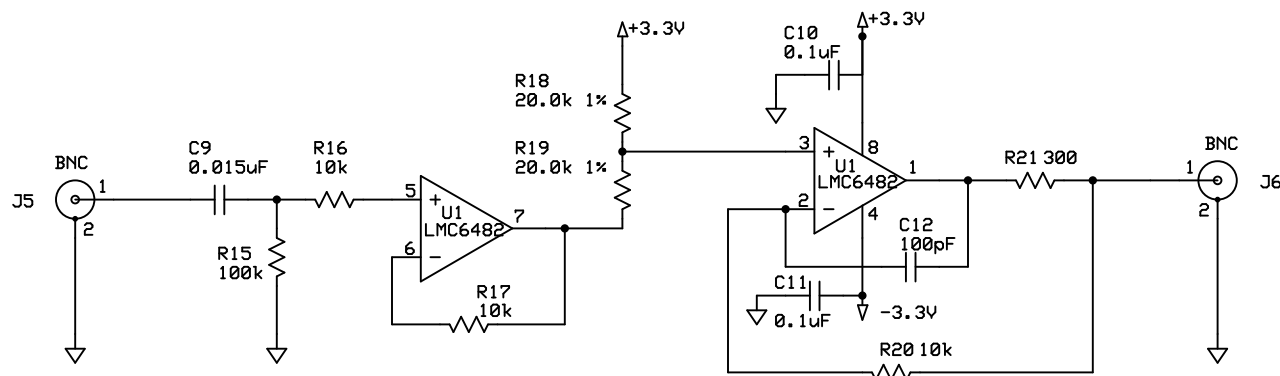 BNC
J5
1
2
C9
0.015uF
R15
100k
R16
10k
5
+
6
−
U1
LMC6482
7
R17
10k
+3.3V
R18
20.0k 1%
R19
20.0k 1%
+3.3V
C10
0.1uF
3
+
2
−
U1
LMC6482
8
1
4
C12
100pF
C11
0.1uF
-3.3V
R20 10k
R21 300
BNC
1
2
J6